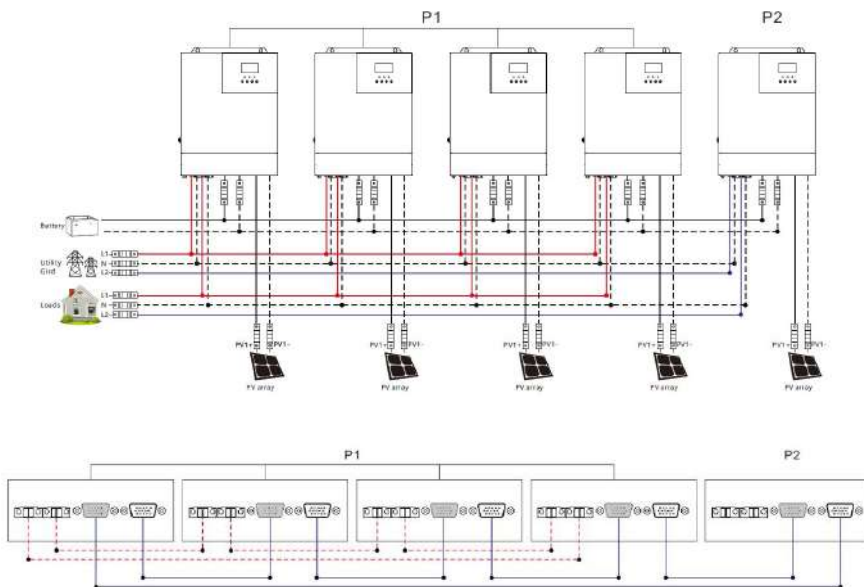 P1 P2
Battery
L1
Utility N
Gird L2
L1
Loads N
L2
PV1+ PV1- PV1+ PV1- PV1+ PV1- PV1+ PV1- PV1+ PV1-
PV array PV array PV array PV array PV array
P1 P2